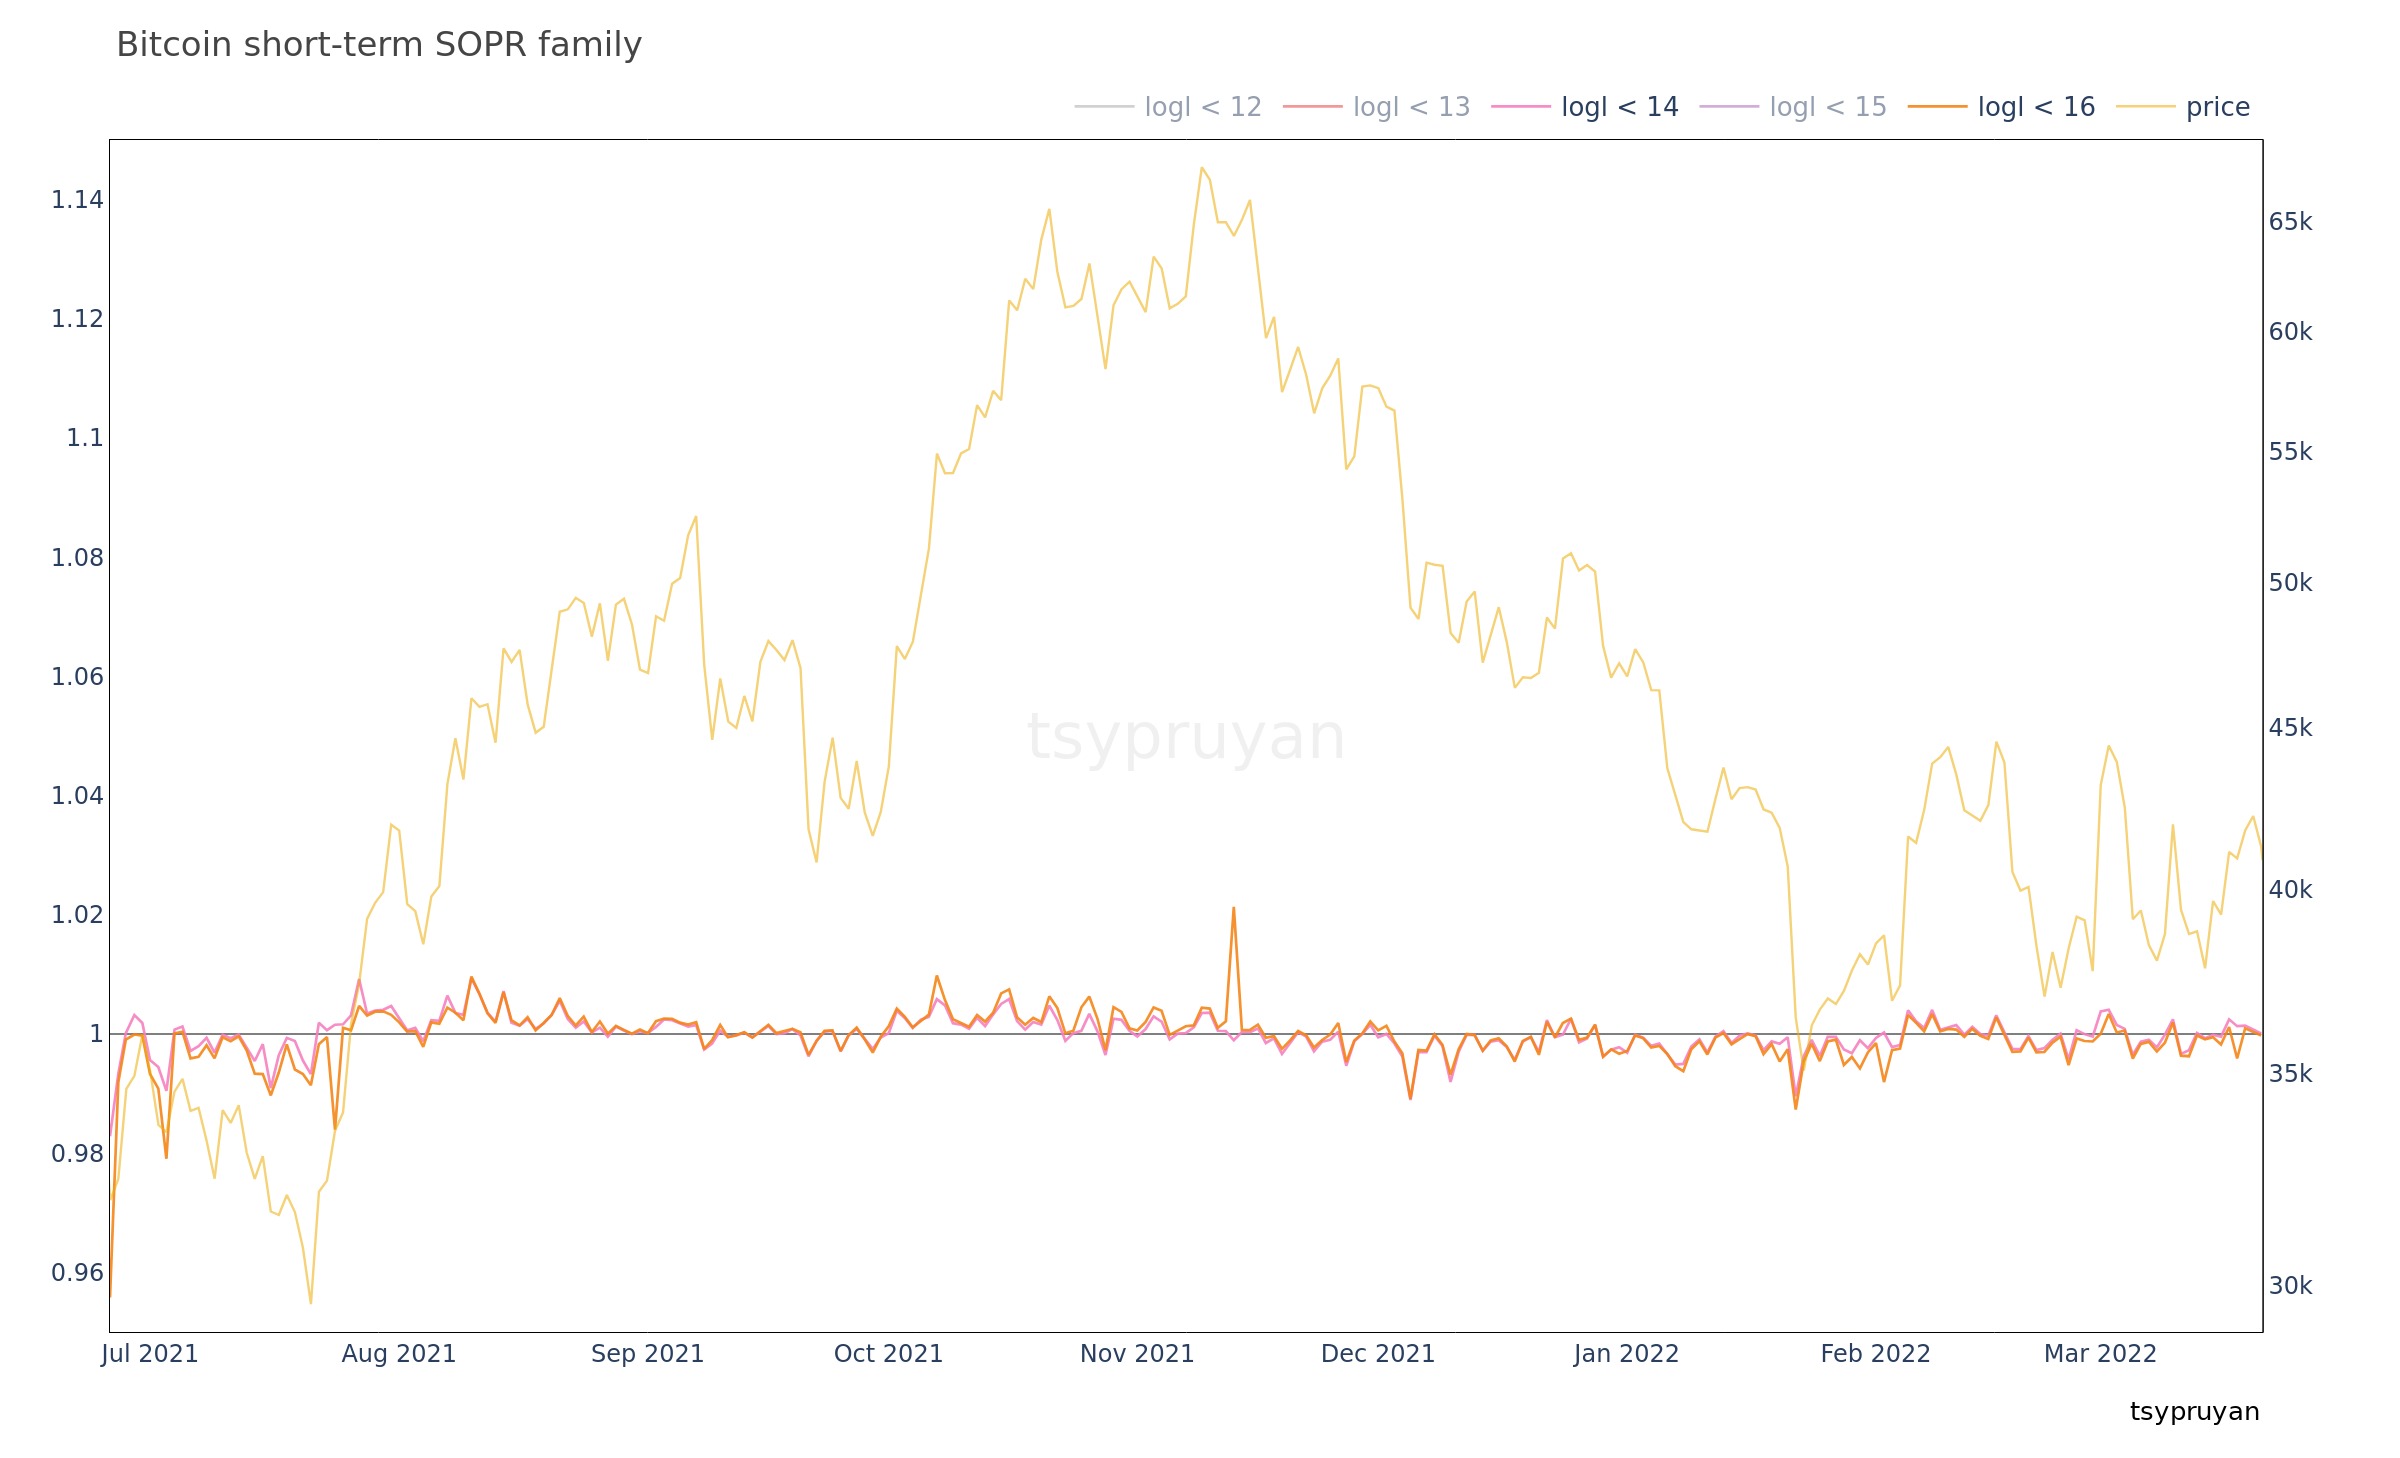 Bitcoin short-term SOPR family
logl < 12 logl < 13 logl < 14 logl < 15 logl < 16 price
1.14
1.12
1.1
1.08
1.06
1.04
1.02
1
0.98
0.96
65k
60k
55k
50k
45k
40k
35k
30k
tsypruyan
Jul 2021 Aug 2021 Sep 2021 Oct 2021 Nov 2021 Dec 2021 Jan 2022 Feb 2022 Mar 2022
tsypruyan